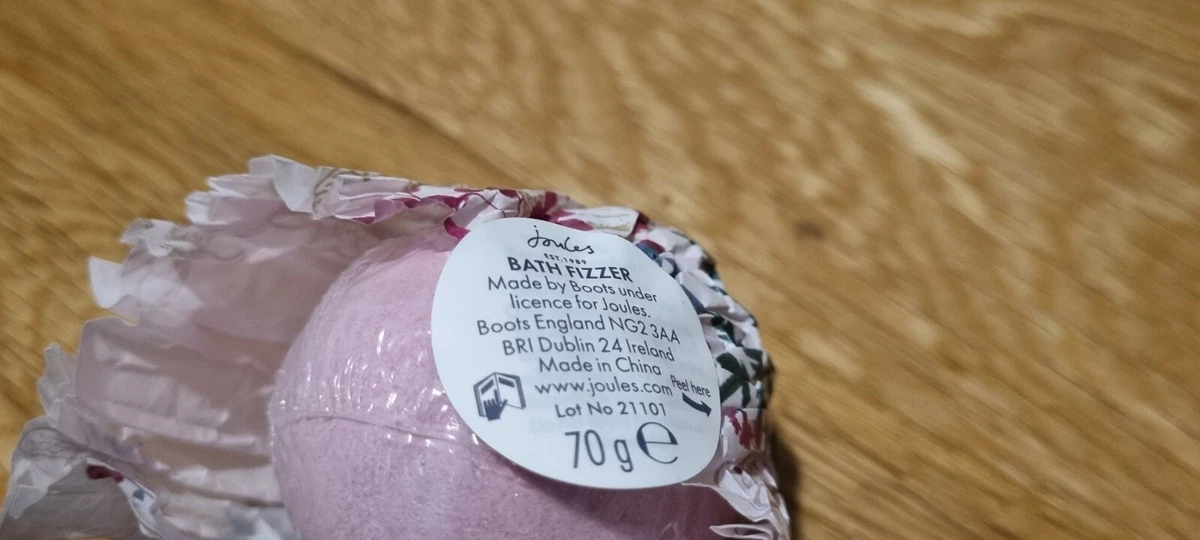 joules
EST.1989
BATH FIZZER
Made by Boots under
licence for Joules.
Boots England NG2 3AA
BRI Dublin 24 Ireland
Made in China
www.joules.com
Peel here
Lot No 21101
70 g e